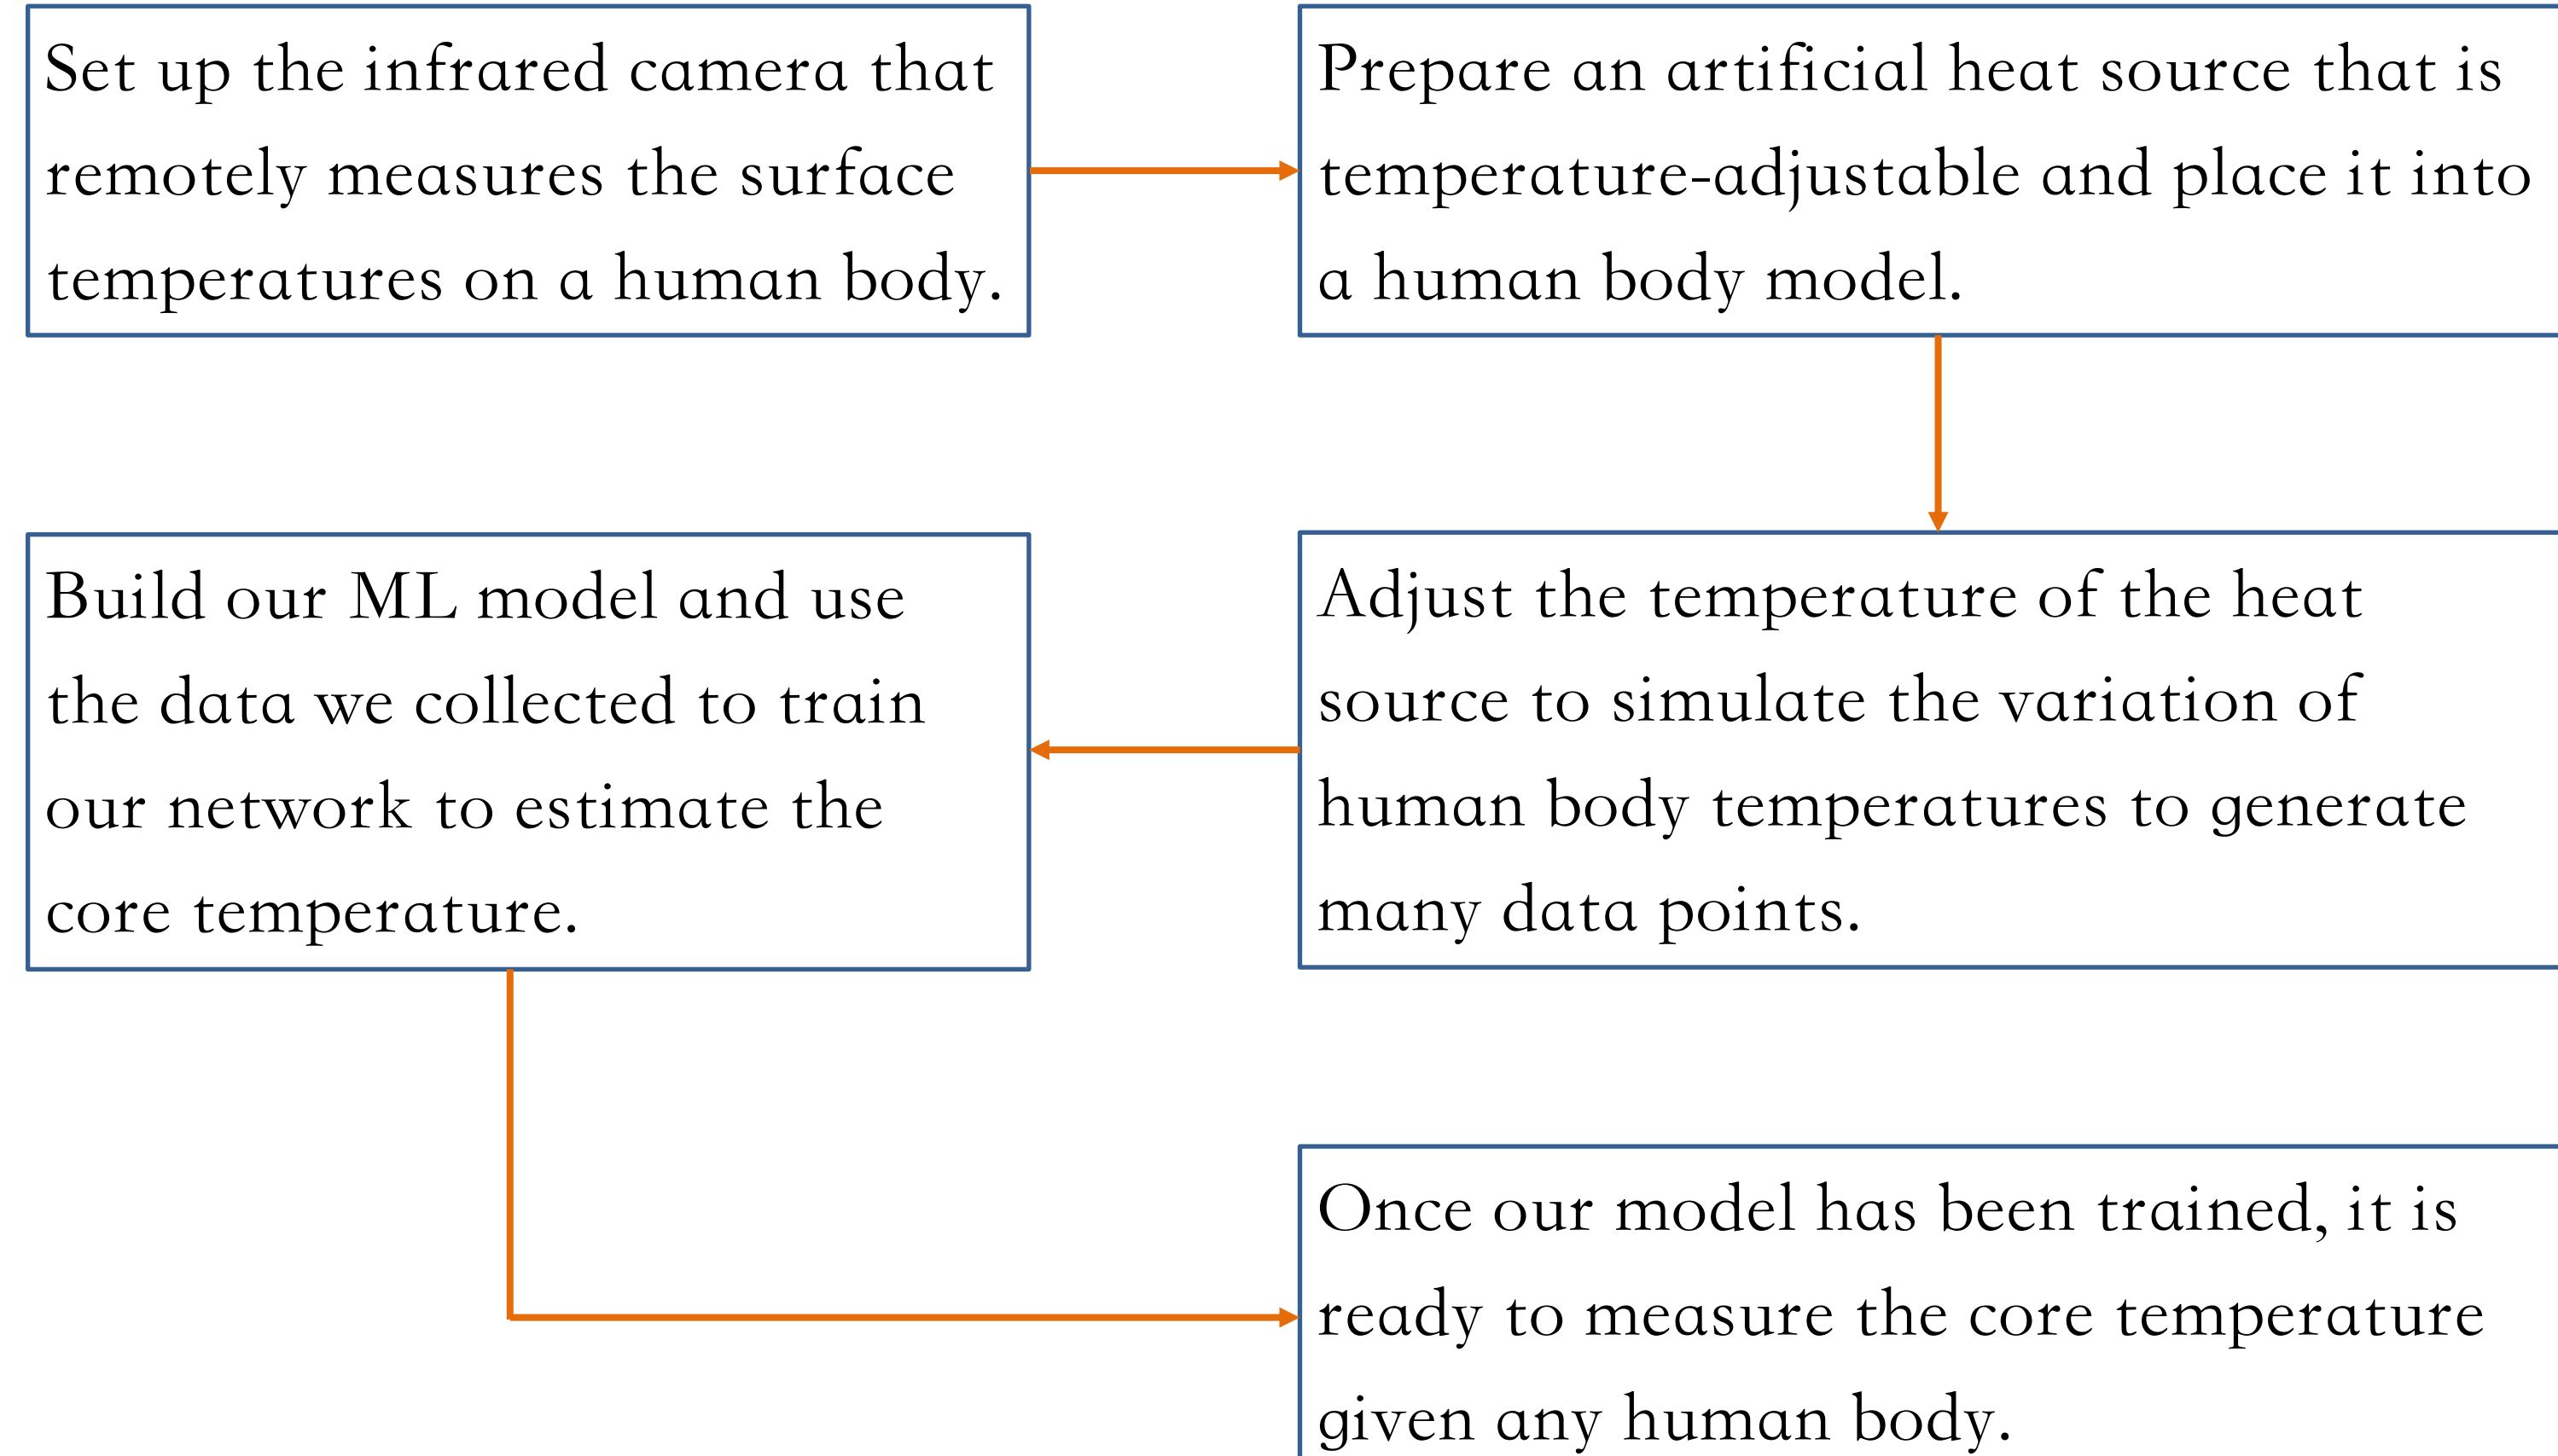 Set up the infrared camera that
remotely measures the surface
temperatures on a human body.
Prepare an artificial heat source that is
temperature-adjustable and place it into
a human body model.
Adjust the temperature of the heat
source to simulate the variation of
human body temperatures to generate
many data points.
Build our ML model and use
the data we collected to train
our network to estimate the
core temperature.
Once our model has been trained, it is
ready to measure the core temperature
given any human body.